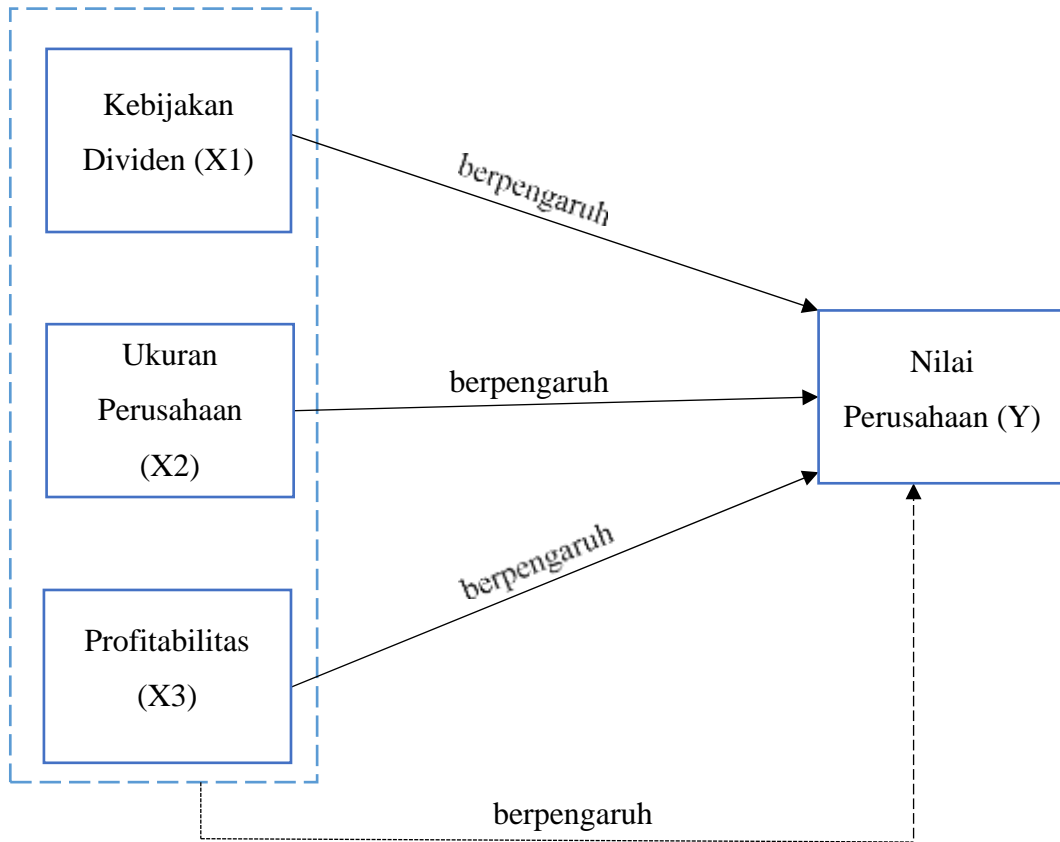 Kebijakan
Dividen (X1)
berpengaruh
Ukuran
Perusahaan
(X2)
berpengaruh
Nilai
Perusahaan (Y)
berpengaruh
Profitabilitas
(X3)
berpengaruh